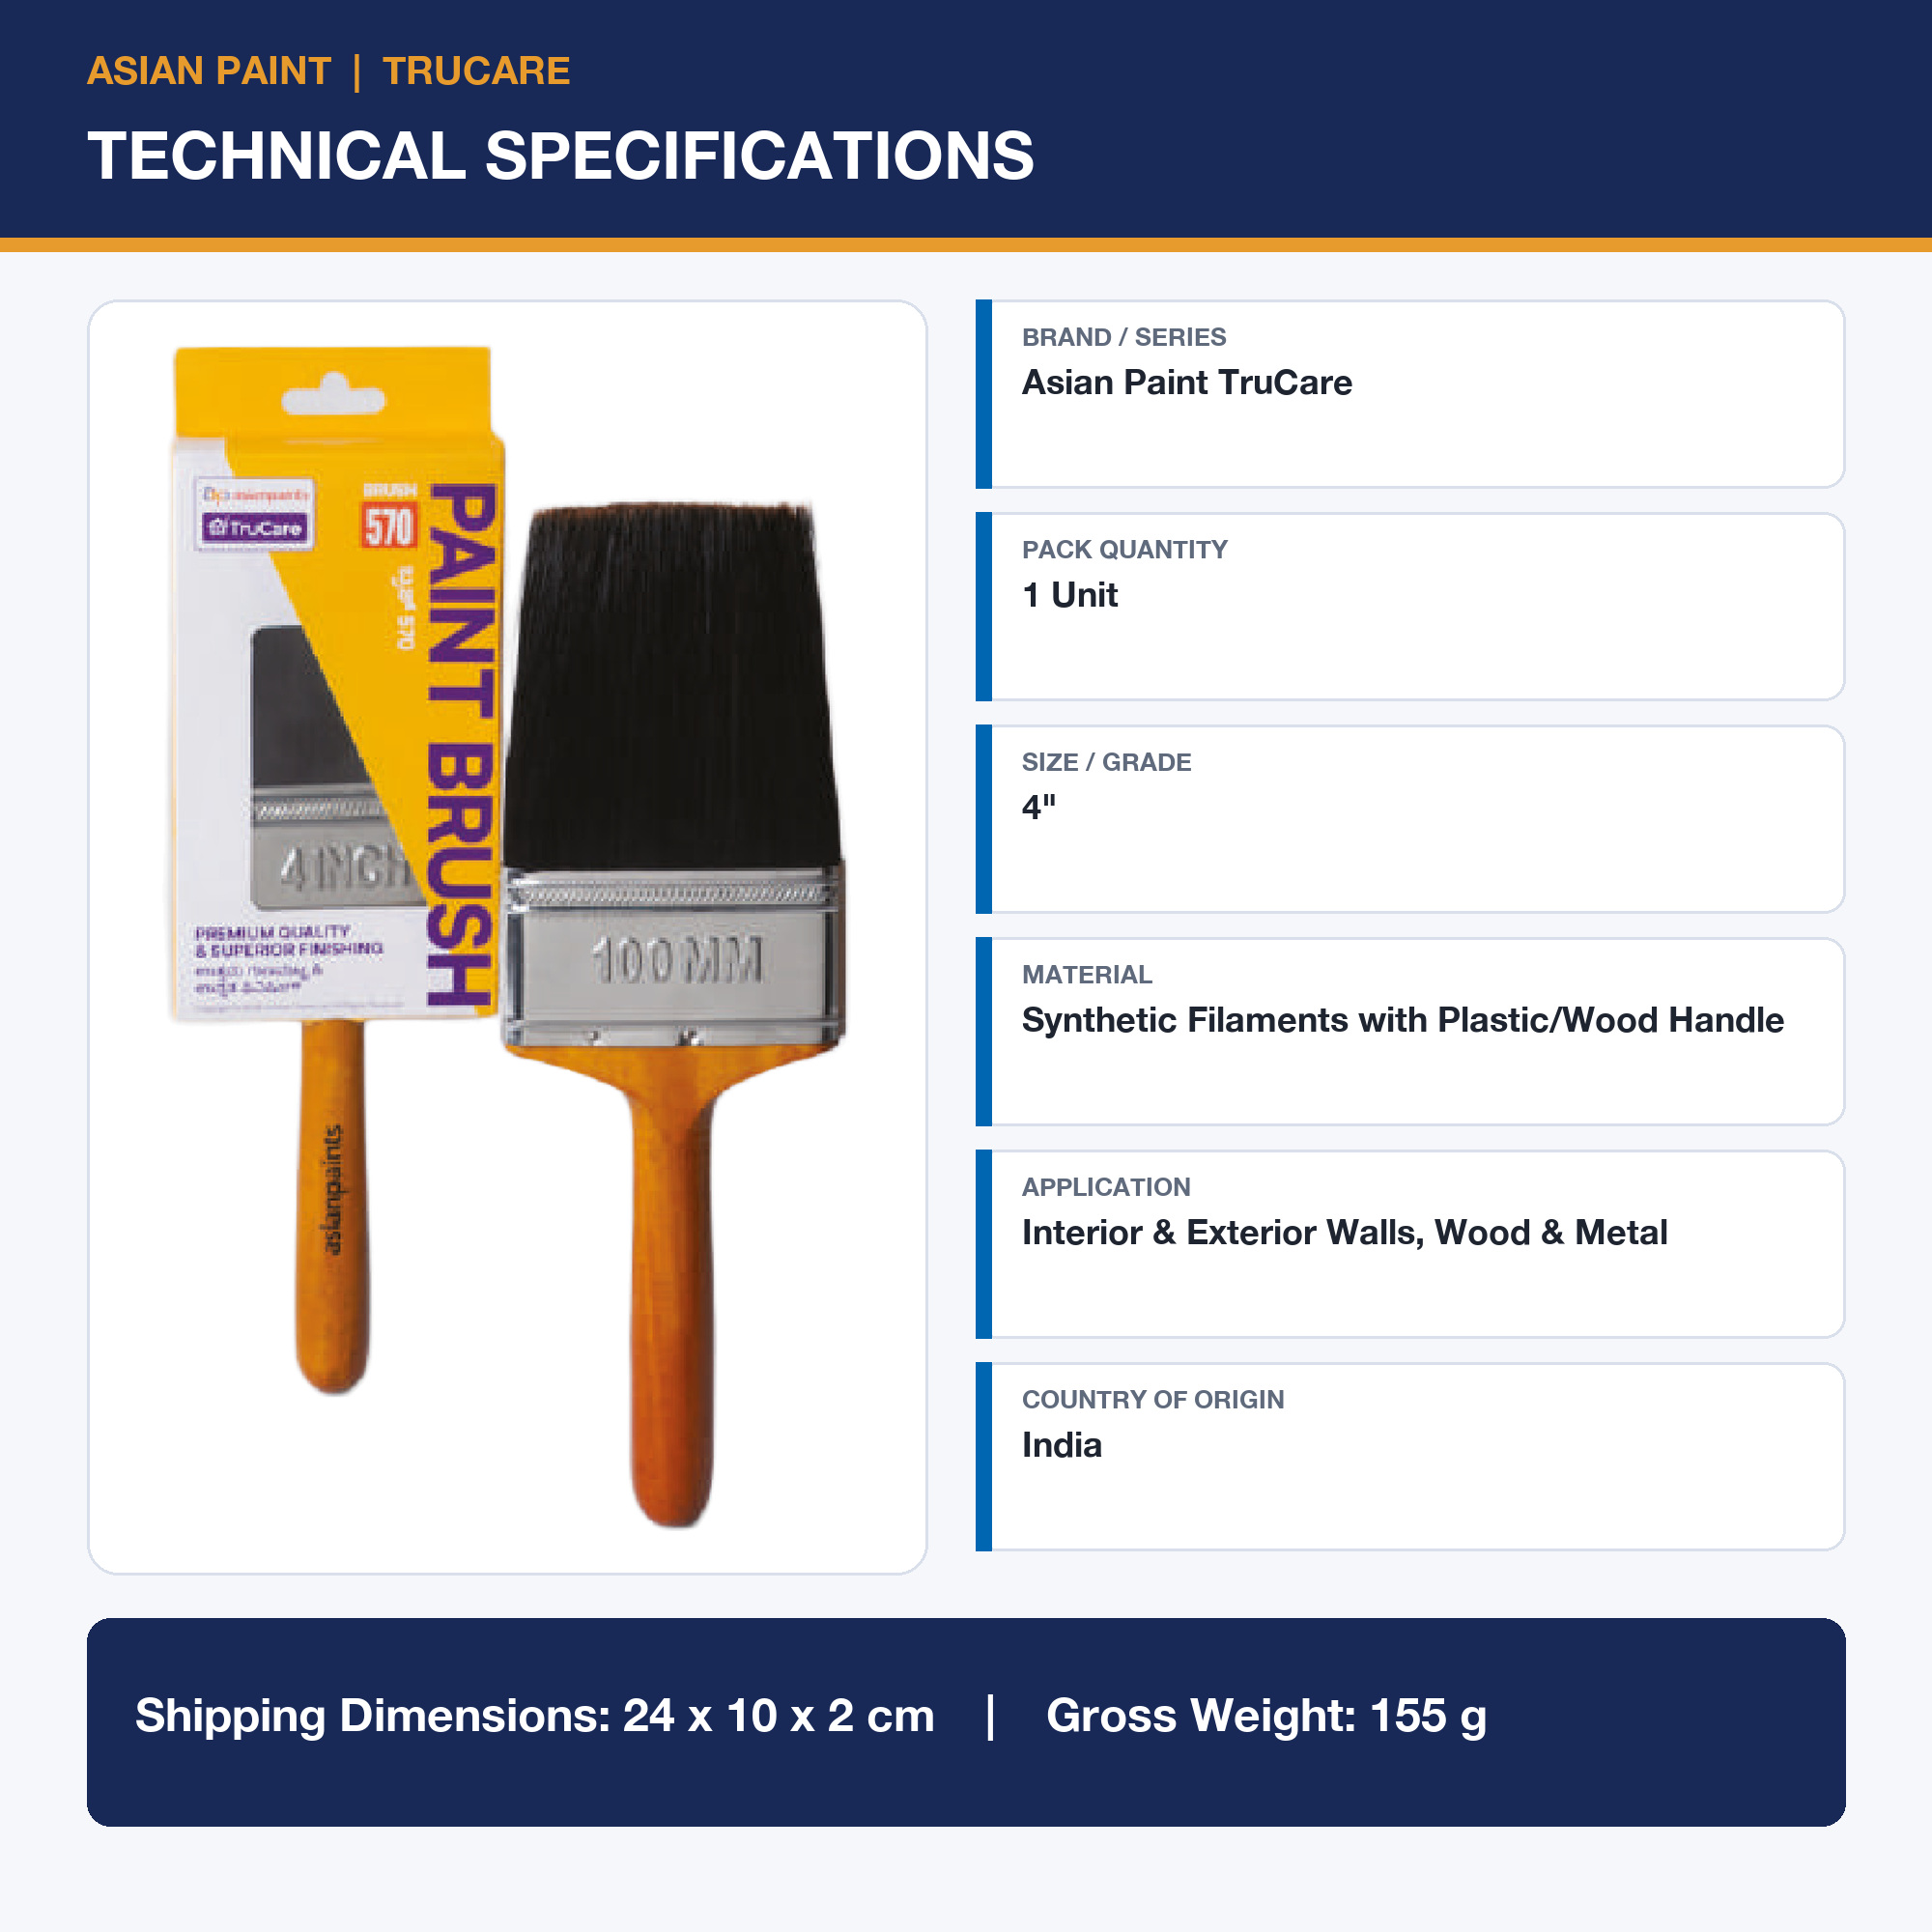 ASIAN PAINT | TRUCARE
TECHNICAL SPECIFICATIONS
asianpaints
TruCare
BRUSH
570
PAINT BRUSH
4 INCH
PREMIUM QUALITY
& SUPERIOR FINISHING
asianpaints
100 MM
BRAND / SERIES
Asian Paint TruCare
PACK QUANTITY
1 Unit
SIZE / GRADE
4"
MATERIAL
Synthetic Filaments with Plastic/Wood Handle
APPLICATION
Interior & Exterior Walls, Wood & Metal
COUNTRY OF ORIGIN
India
Shipping Dimensions: 24 x 10 x 2 cm | Gross Weight: 155 g